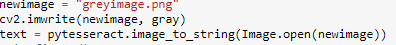 newimage = "greyimage.png"
cv2.imwrite(newimage, gray)
text = pytesseract.image_to_string(Image.open(newimage))